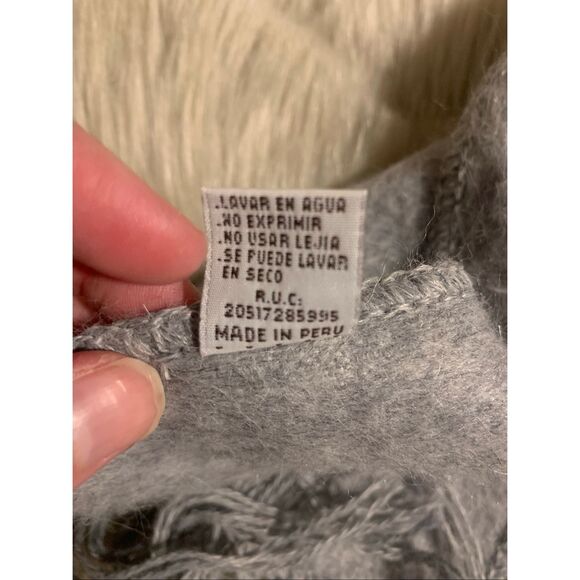 .LAVAR EN AGUA
.NO EXPRIMIR
.NO USAR LEJIA
.SE PUEDE LAVAR
EN SECO
R.U.C:
20517285995
MADE IN PERU